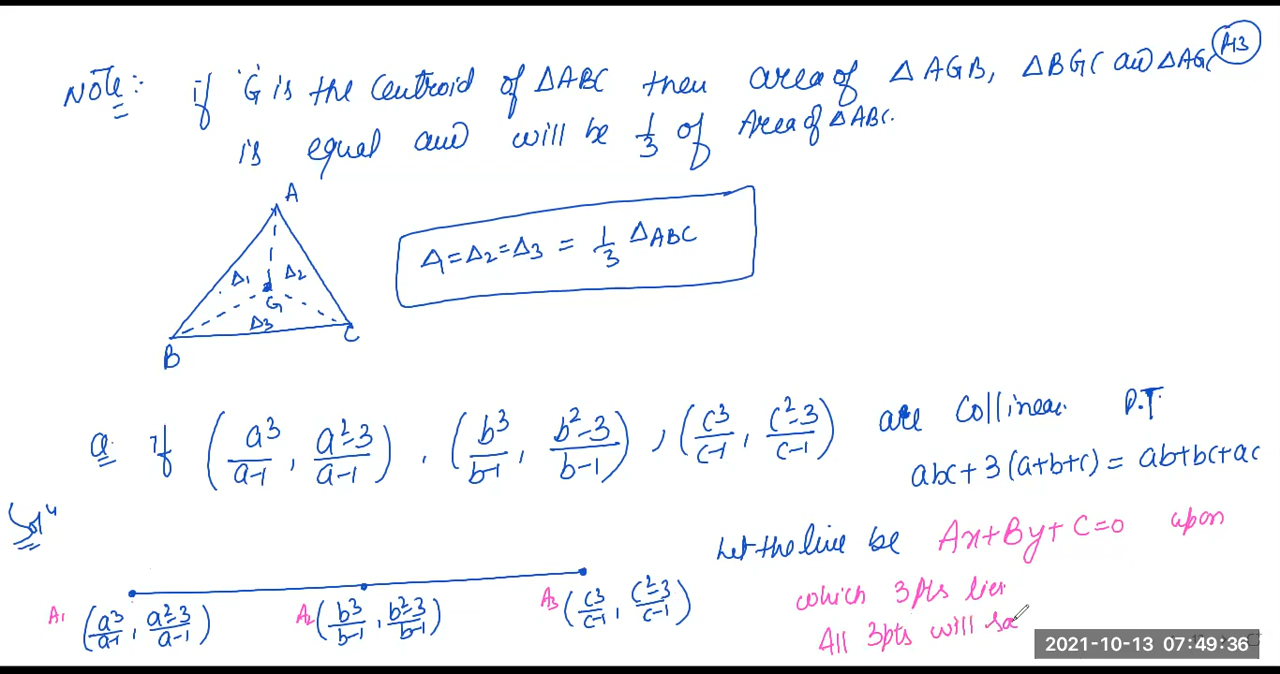 A3
Note: if 'G' is the Centroid of ΔABC then area of ΔAGB, ΔBGC and ΔAGC
is equal and will be 1/3 of Area of ΔABC.
A
Δ1 Δ2
G
Δ3
B C
Δ1 = Δ2 = Δ3 = 1/3 ΔABC
Q. if (a³/a-1, a²-3/a-1), (b³/b-1, b²-3/b-1), (c³/c-1, c²-3/c-1) are Collinear. P.T
abc + 3(a+b+c) = ab+bc+ac
Solⁿ
Let the line be Ax+By+C=0 upon
which 3pts lies
All 3pts will sa
A1 (a³/a-1, a²-3/a-1) A2 (b³/b-1, b²-3/b-1) A3 (c³/c-1, c²-3/c-1)
2021-10-13 07:49:36